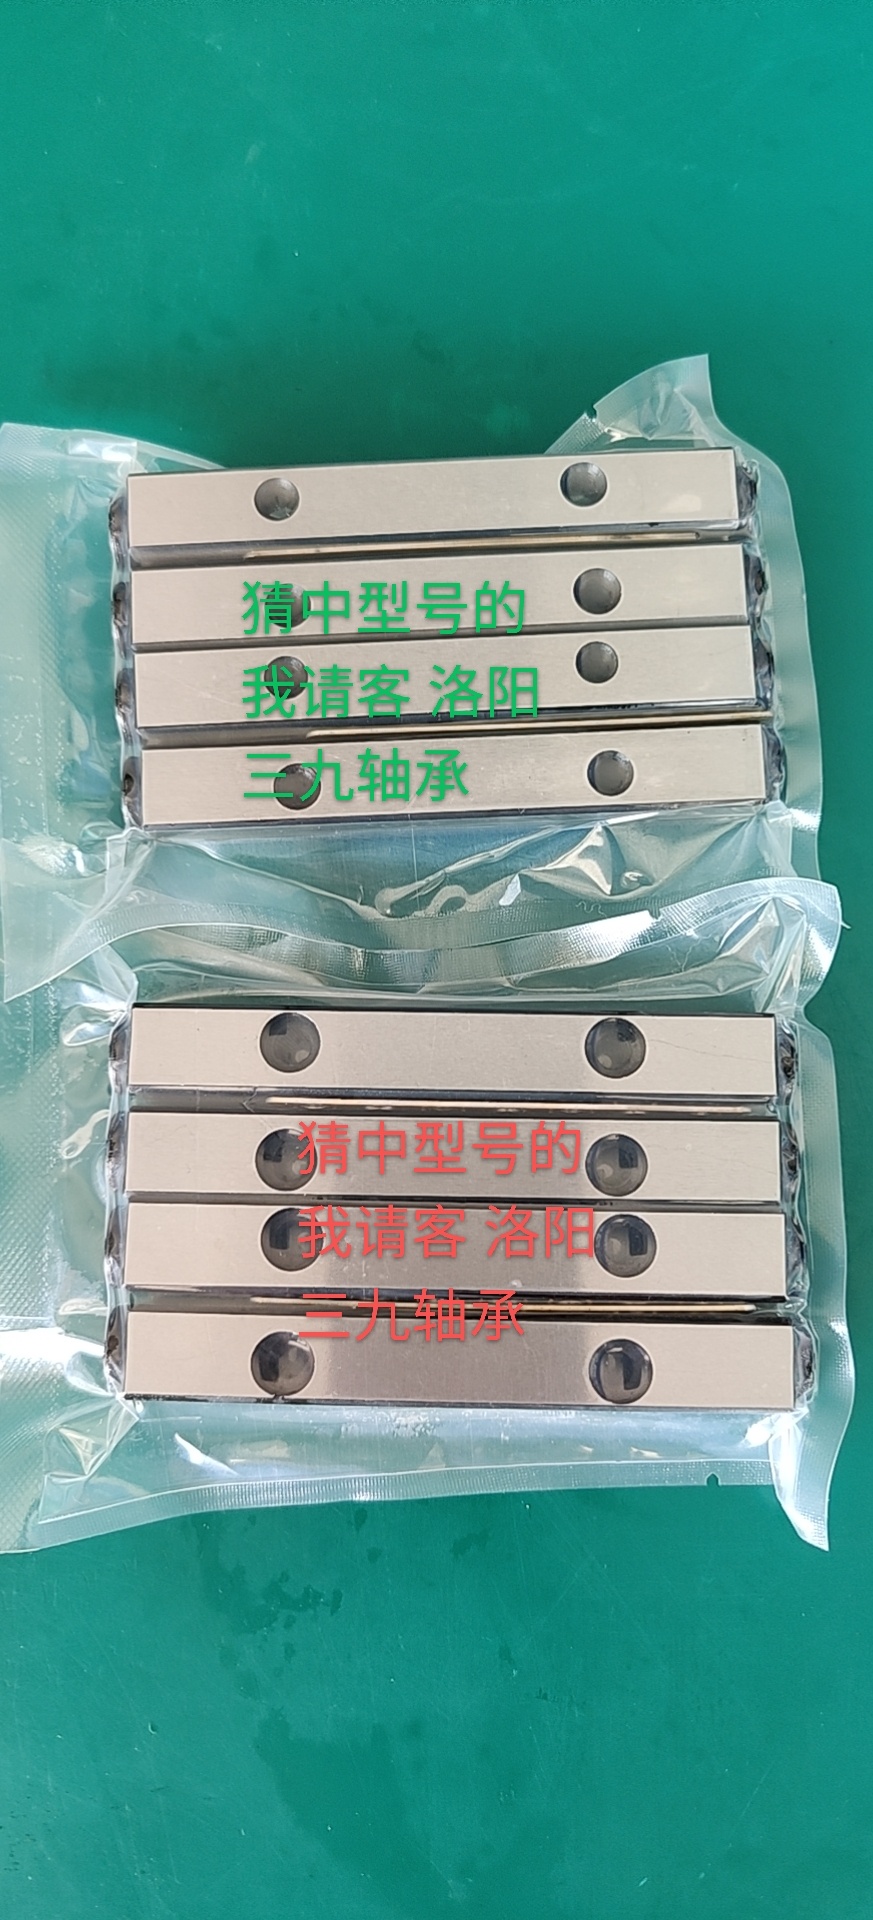 猜中型号的
我请客 洛阳
三九轴承
猜中型号的
我请客 洛阳
三九轴承